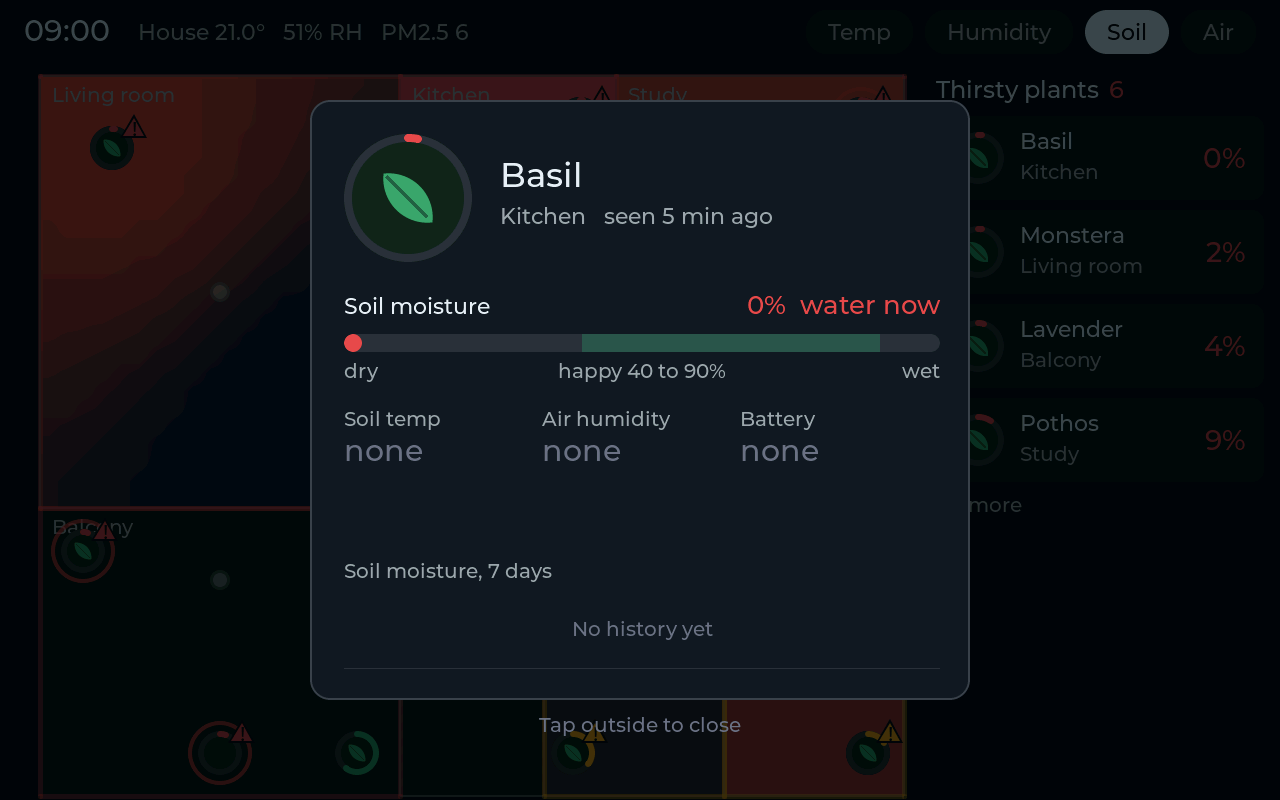 09:00 House 21.0° 51% RH PM2.5 6 Temp Humidity Soil Air
Living room
Kitchen
Study
Thirsty plants 6
Basil
Kitchen
0%
Monstera
Living room
2%
Lavender
Balcony
4%
Pothos
Study
9%
more
Basil
Kitchen seen 5 min ago
Soil moisture 0% water now
dry happy 40 to 90% wet
Soil temp Air humidity Battery
none none none
Soil moisture, 7 days
No history yet
Balcony
Tap outside to close